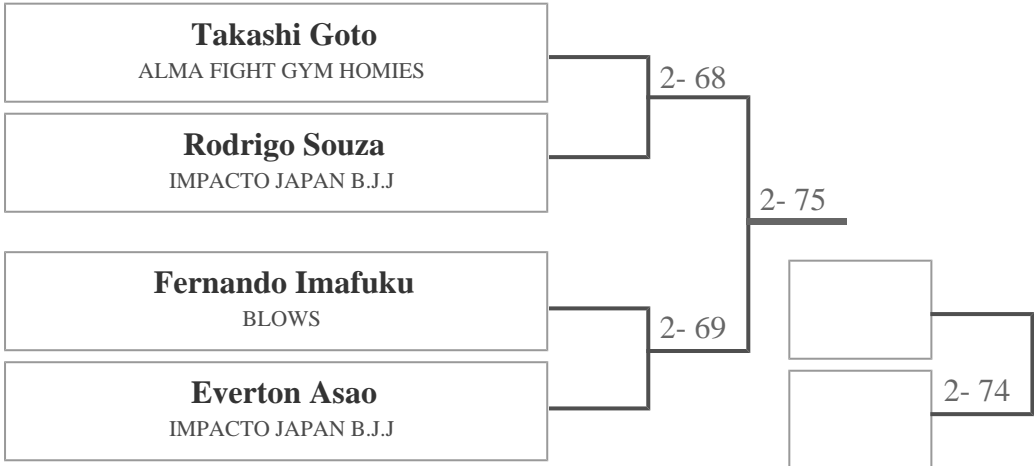 Takashi Goto
ALMA FIGHT GYM HOMIES
2- 68
Rodrigo Souza
IMPACTO JAPAN B.J.J
2- 75
Fernando Imafuku
BLOWS
2- 69
Everton Asao
IMPACTO JAPAN B.J.J
2- 74